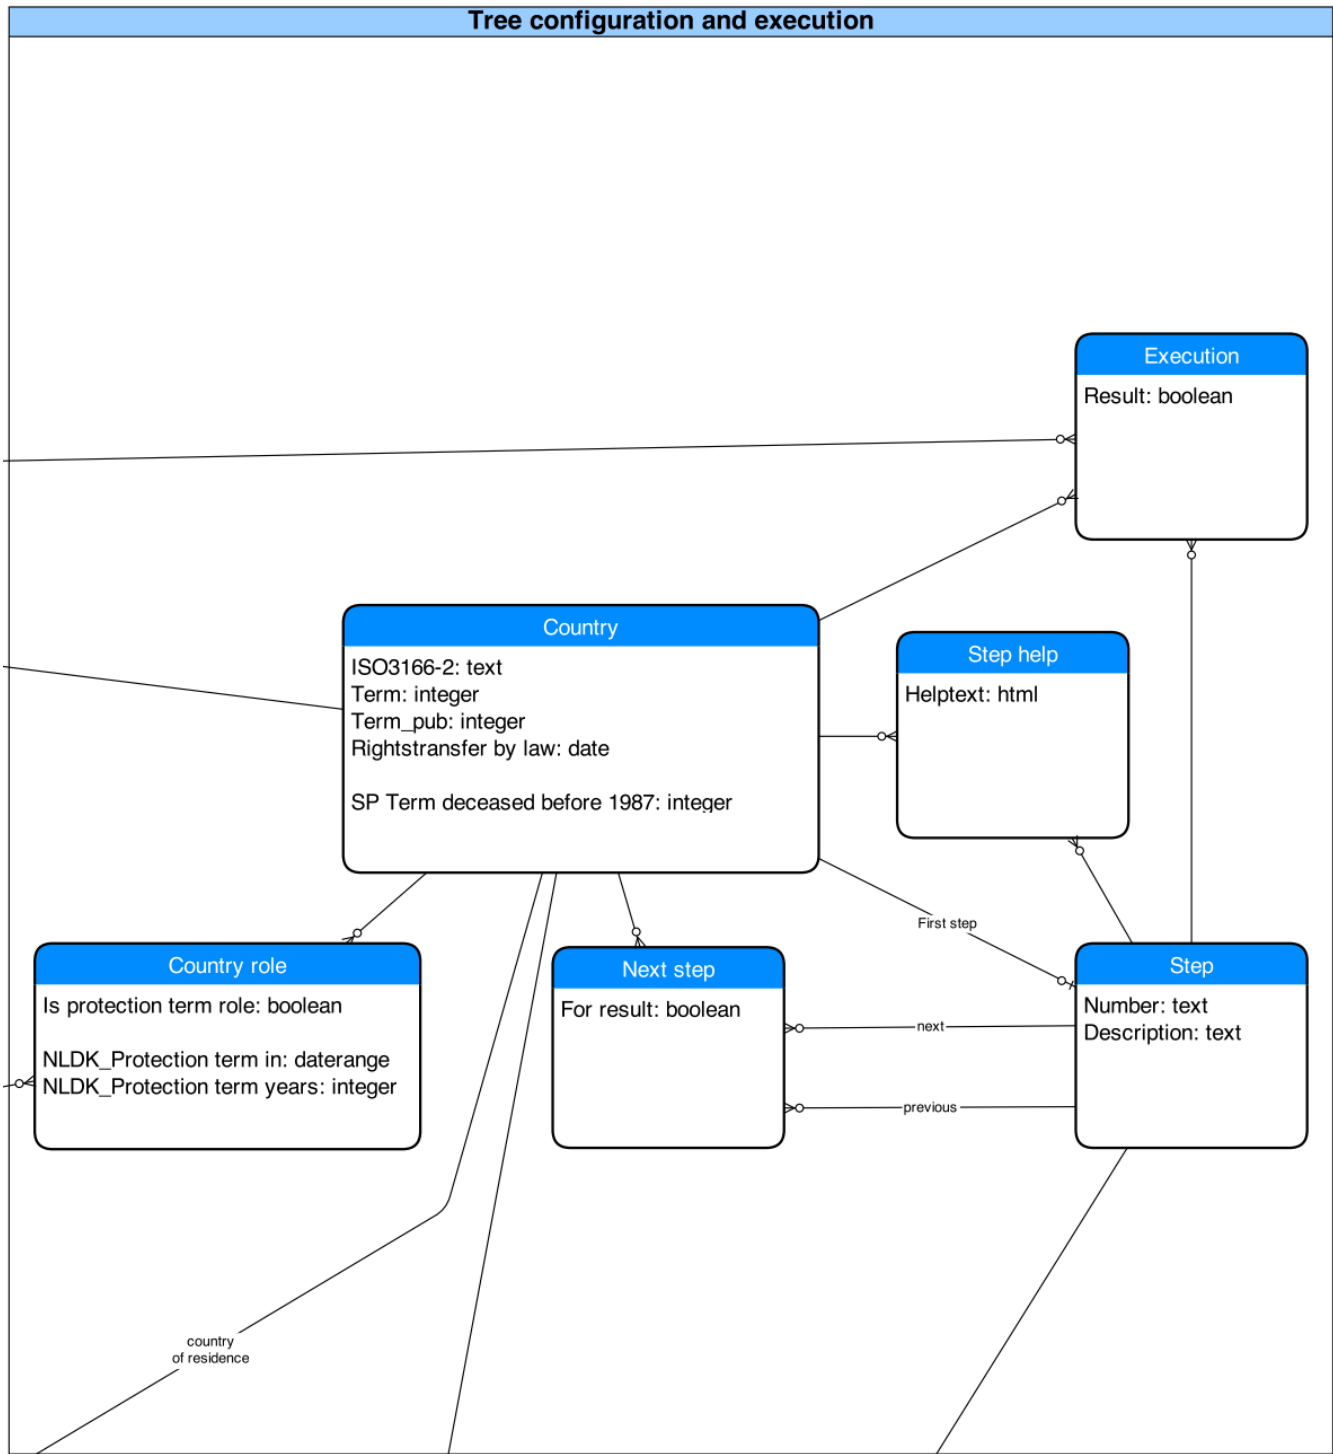 Tree configuration and execution
Execution
Result: boolean
Country
ISO3166-2: text
Term: integer
Term_pub: integer
Rightstransfer by law: date
SP Term deceased before 1987: integer
Step help
Helptext: html
First step
Country role
Is protection term role: boolean
NLDK_Protection term in: daterange
NLDK_Protection term years: integer
Next step
For result: boolean
next
previous
Step
Number: text
Description: text
country
of residence